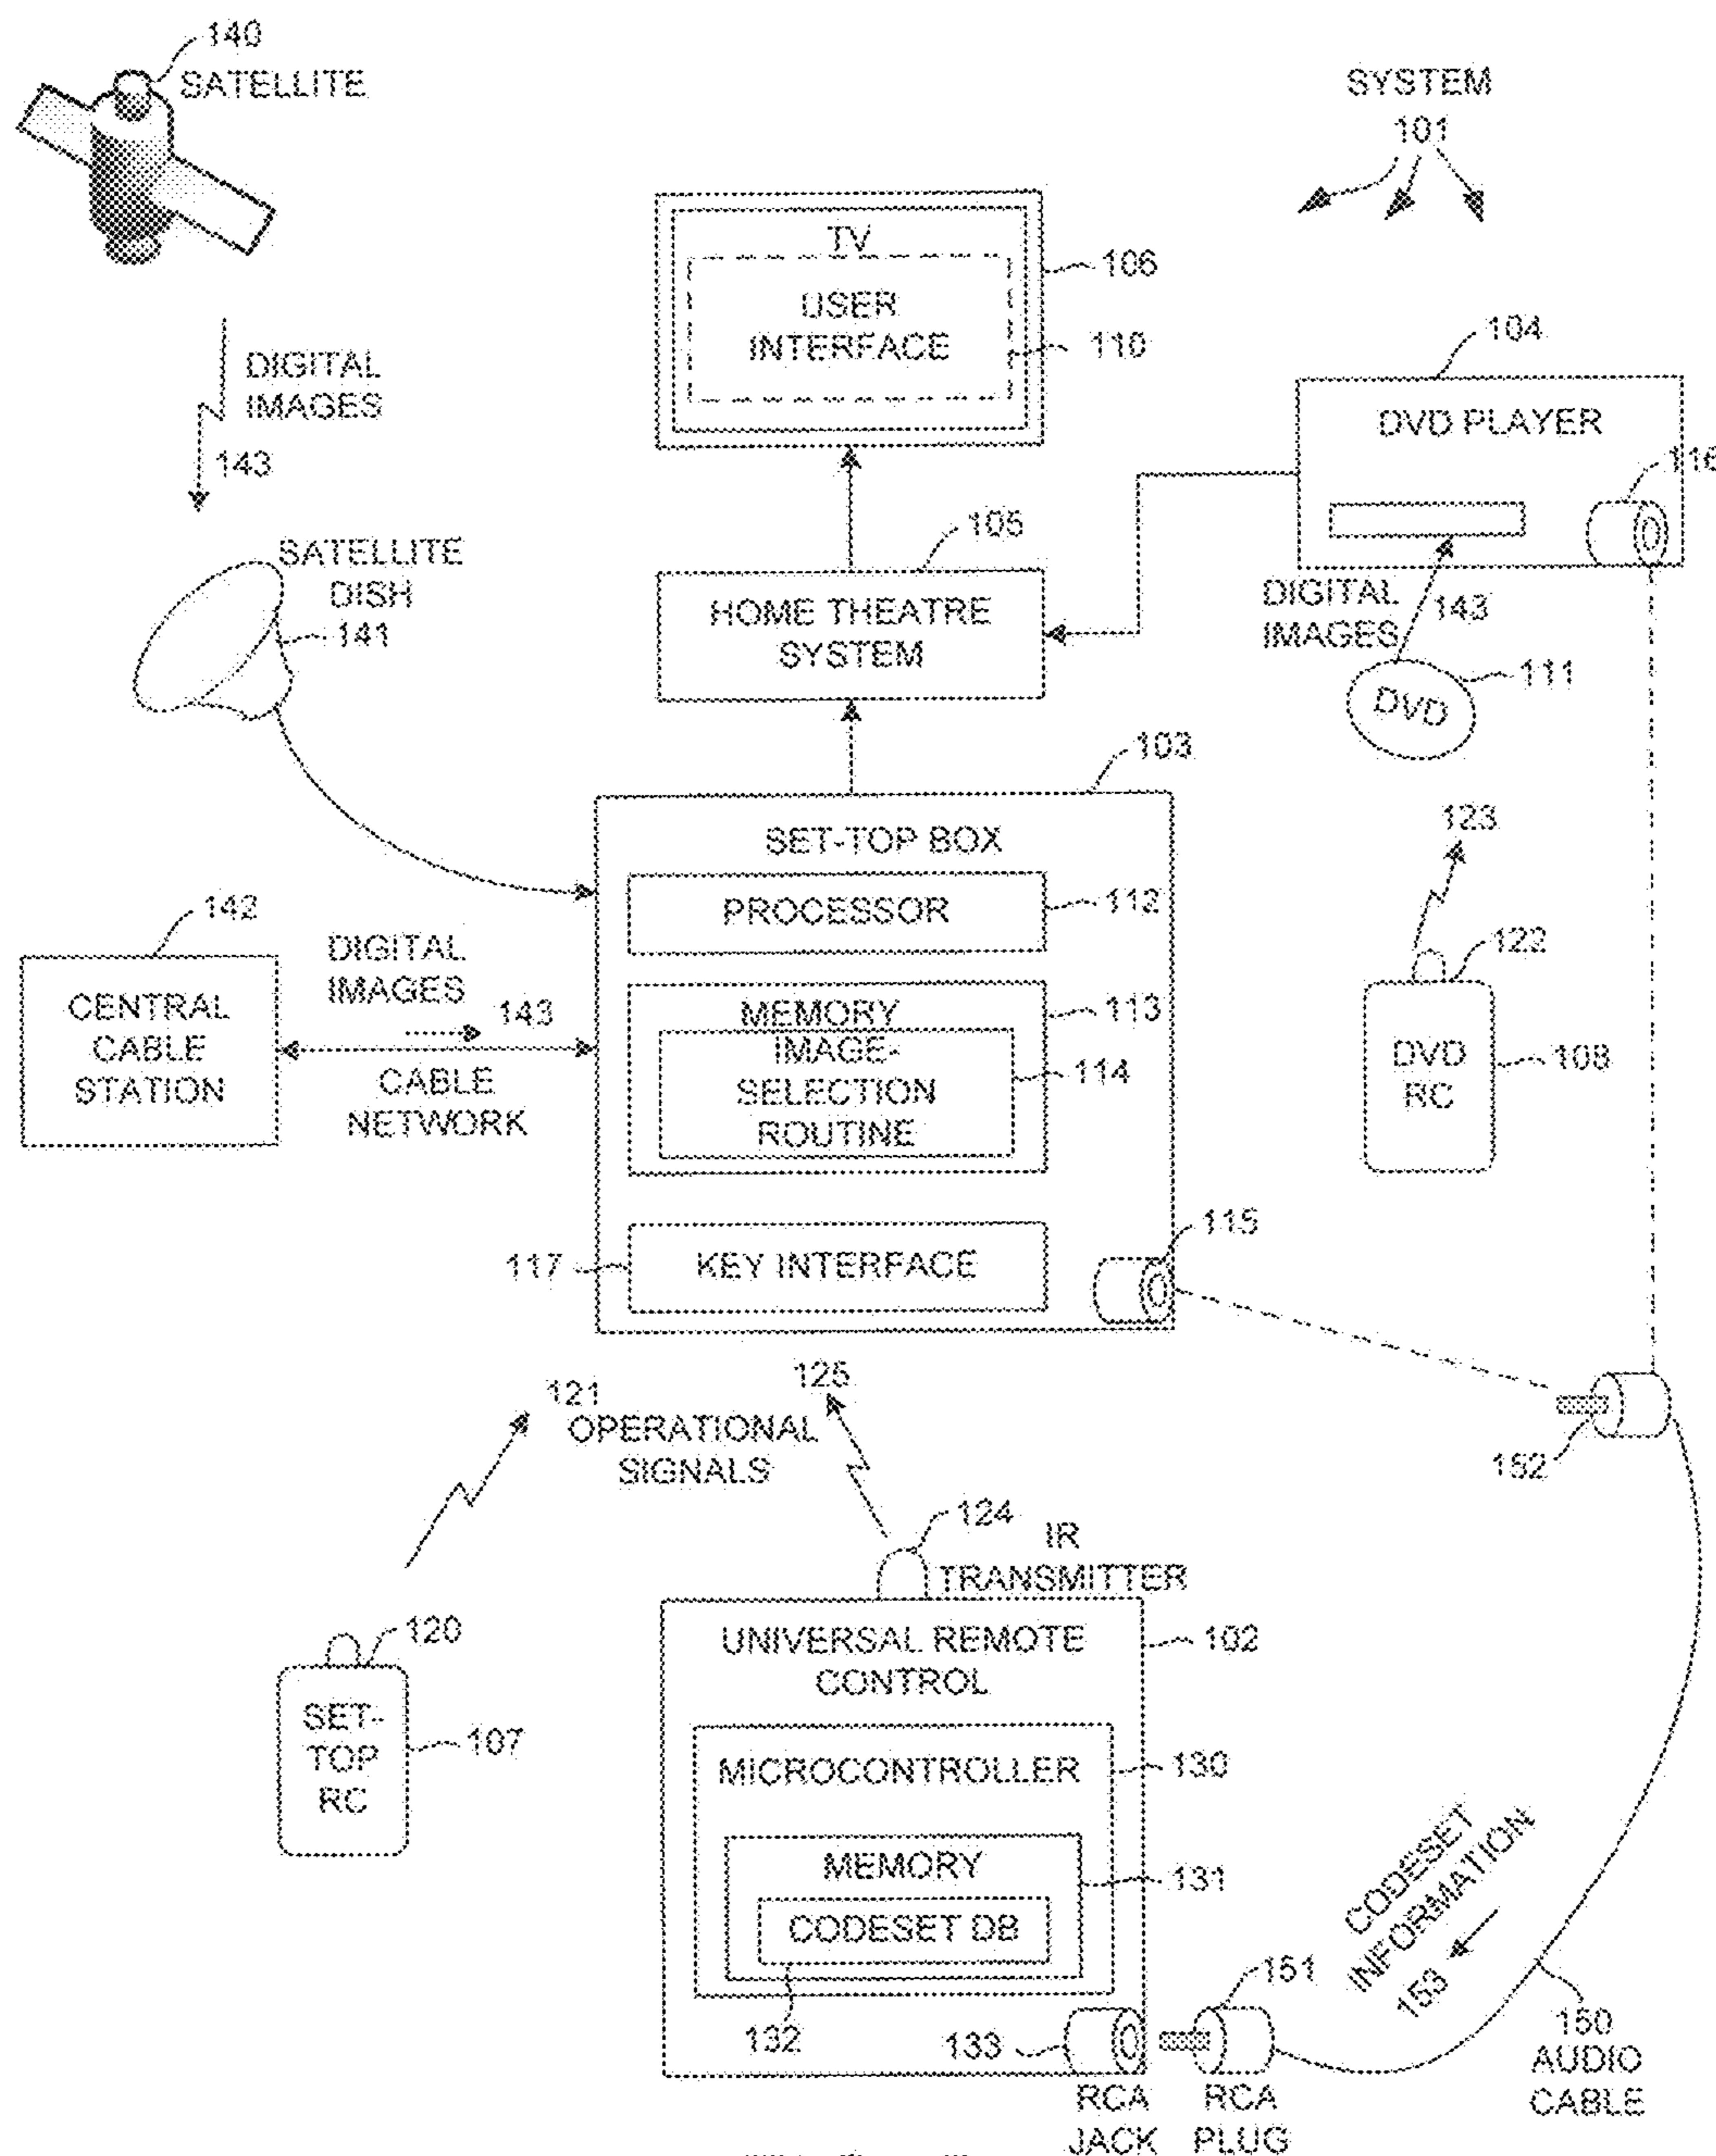 140
SATELLITE
SYSTEM
101
TV
USER
INTERFACE
106
110
DIGITAL
IMAGES
143
104
DVD PLAYER
116
SATELLITE
DISH
141
105
HOME THEATRE
SYSTEM
DIGITAL
IMAGES
143
111
DVD
103
SET-TOP BOX
PROCESSOR
112
MEMORY
113
IMAGE-
SELECTION
ROUTINE
114
117
KEY INTERFACE
115
123
122
DVD
RC
108
142
CENTRAL
CABLE
STATION
DIGITAL
IMAGES
143
CABLE
NETWORK
121
OPERATIONAL
SIGNALS
125
152
124
IR
TRANSMITTER
120
SET-
TOP
RC
107
UNIVERSAL REMOTE
CONTROL
102
MICROCONTROLLER
130
MEMORY
131
CODESET DB
132
133
RCA
JACK
151
RCA
PLUG
CODESET
INFORMATION
153
150
AUDIO
CABLE